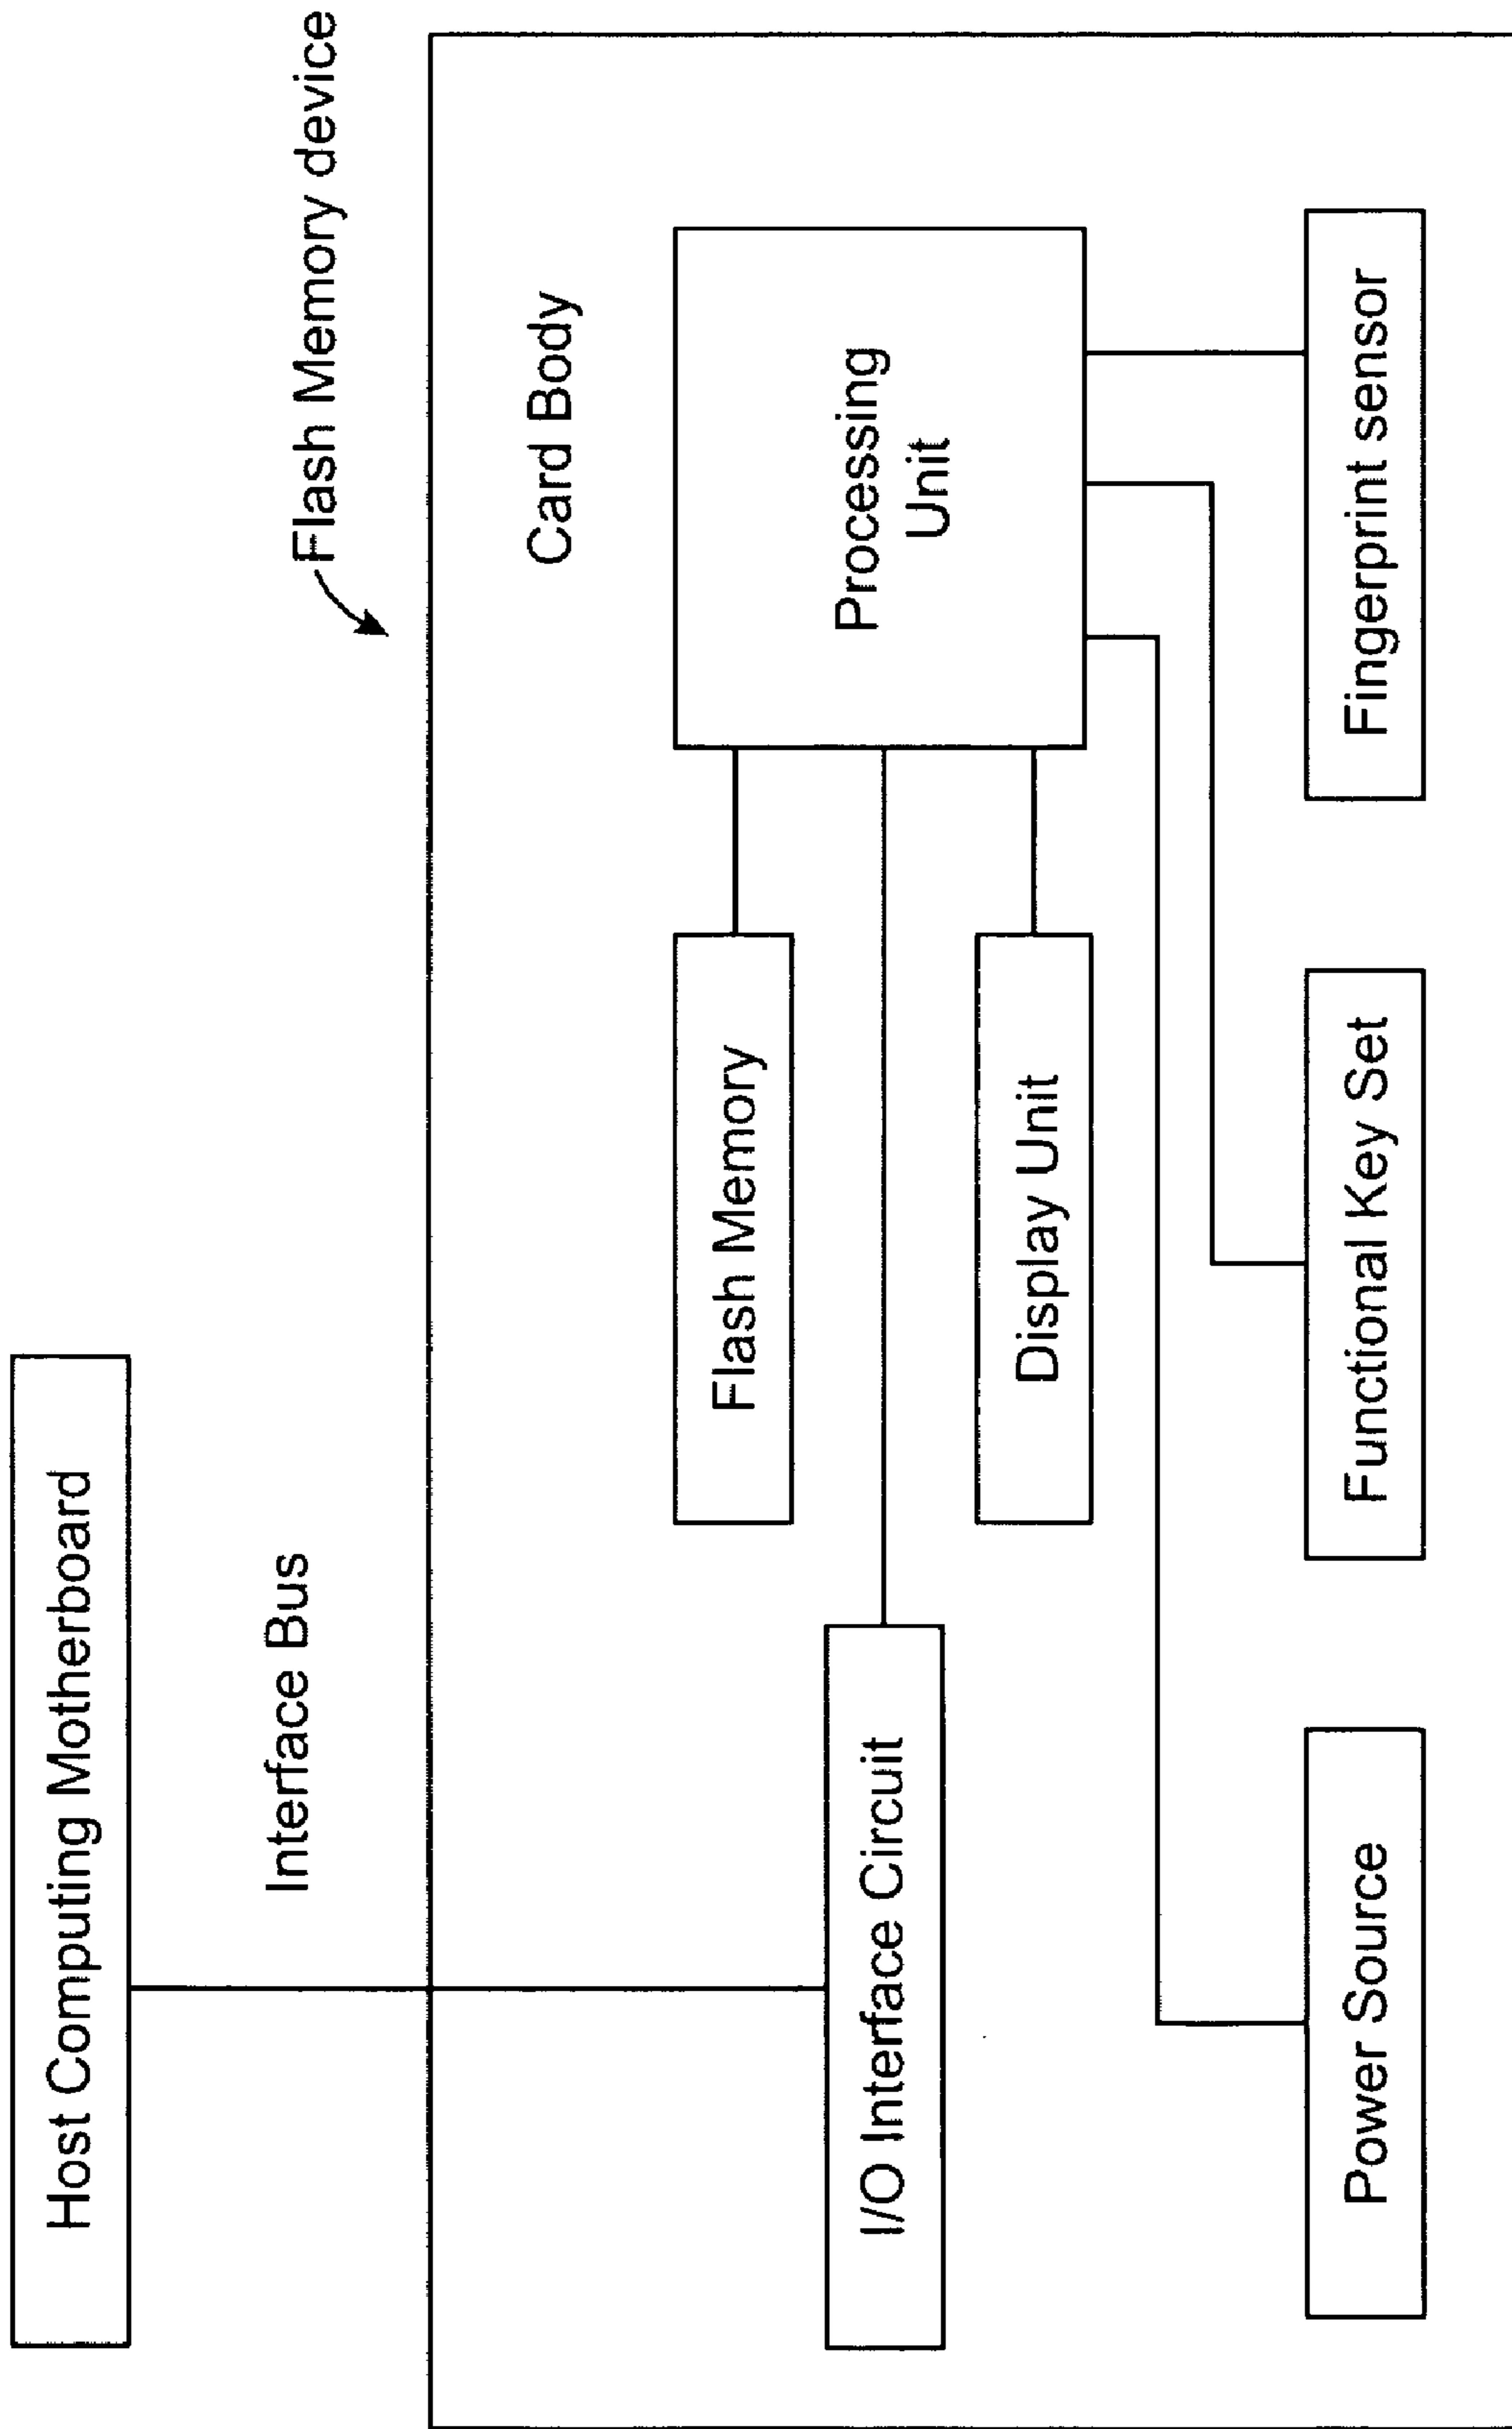 Host Computing Motherboard
Interface Bus
Flash Memory device
Card Body
Flash Memory
Processing
Unit
I/O Interface Circuit
Display Unit
Power Source
Functional Key Set
Fingerprint sensor